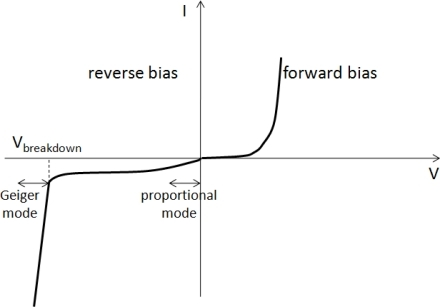 I
reverse bias
forward bias
Vbreakdown
V
Geiger
mode
proportional
mode